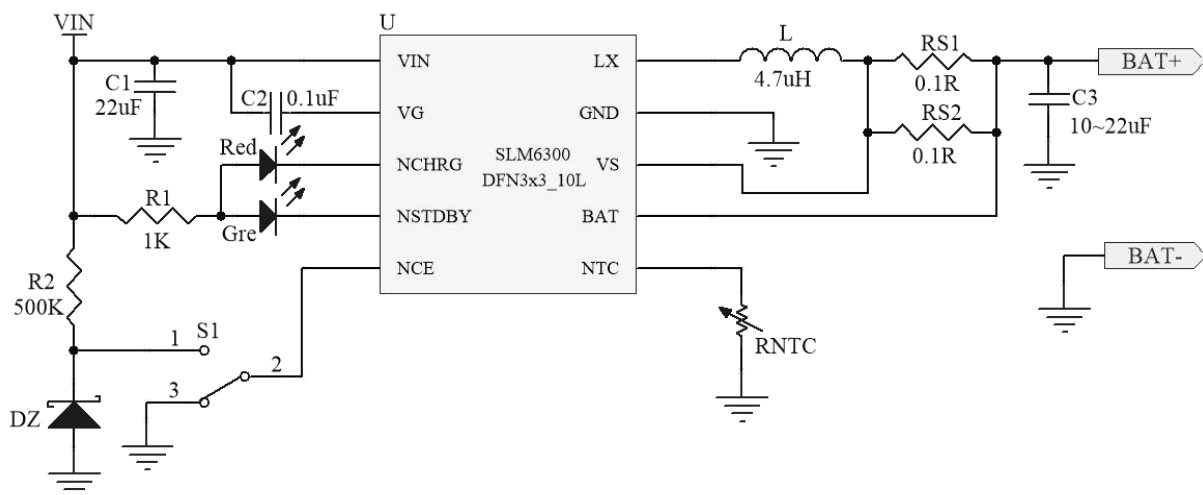 VIN
U
C1
22uF
C2
0.1uF
Red
R1
1K
Gre
R2
500K
S1
1
2
3
DZ
VIN
VG
NCHRG
NSTDBY
NCE
SLM6300
DFN3x3_10L
LX
GND
VS
BAT
NTC
L
4.7uH
RS1
0.1R
RS2
0.1R
C3
10~22uF
BAT+
BAT-
RNTC